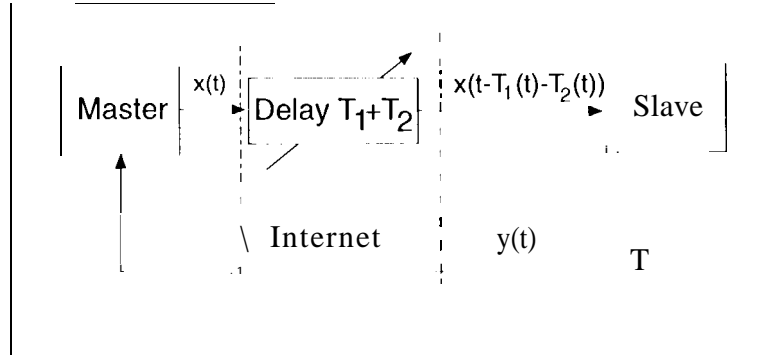 x(t)
x(t-T₁(t)-T₂(t))
Master
Delay T₁+T₂
Slave
Internet
y(t)
T